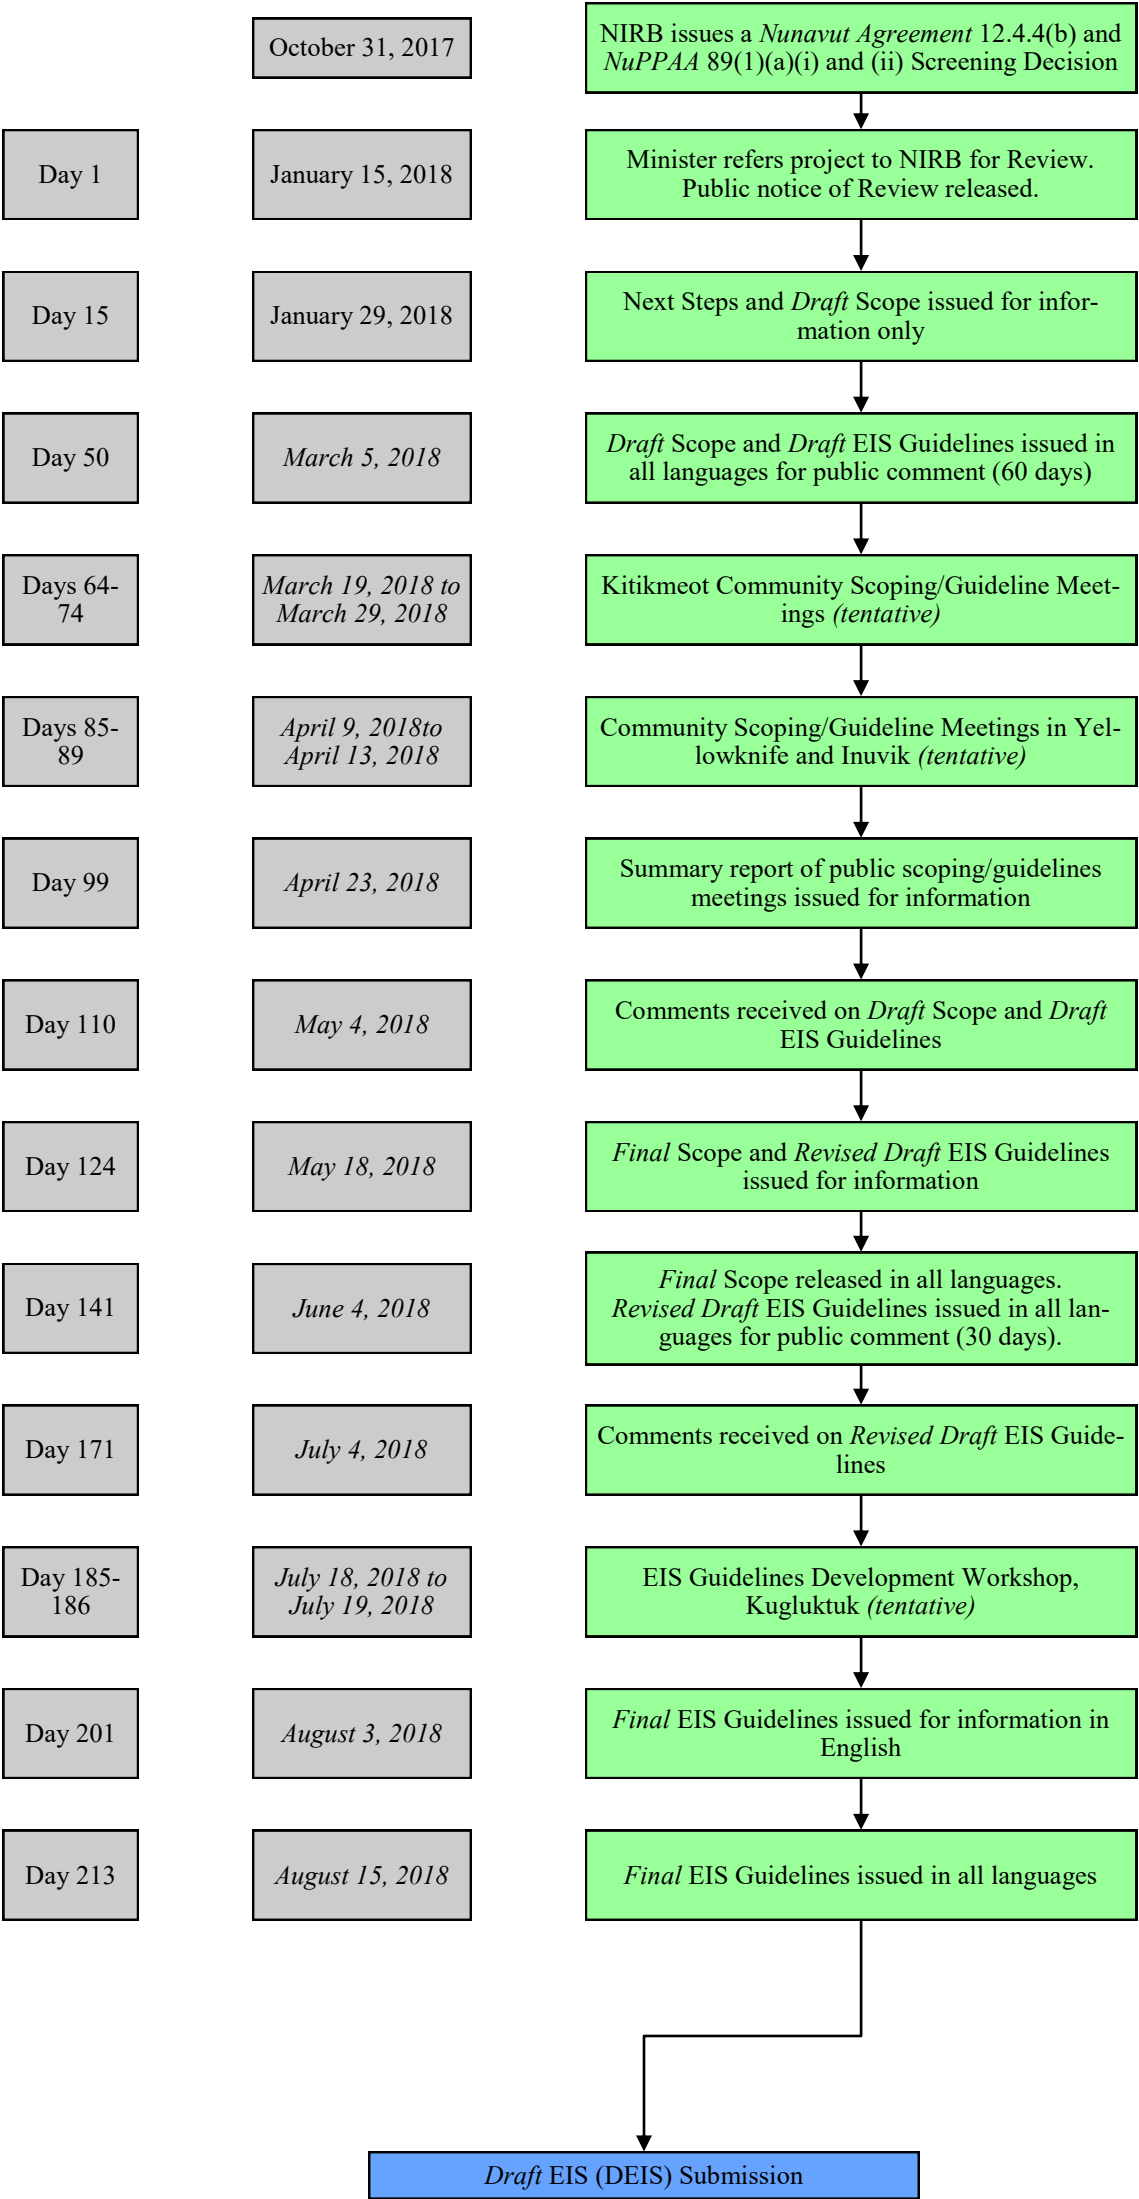 October 31, 2017
NIRB issues a Nunavut Agreement 12.4.4(b) and
NuPPAA 89(1)(a)(i) and (ii) Screening Decision
Day 1
January 15, 2018
Minister refers project to NIRB for Review.
Public notice of Review released.
Day 15
January 29, 2018
Next Steps and Draft Scope issued for infor-
mation only
Day 50
March 5, 2018
Draft Scope and Draft EIS Guidelines issued in
all languages for public comment (60 days)
Days 64-
74
March 19, 2018 to
March 29, 2018
Kitikmeot Community Scoping/Guideline Meet-
ings (tentative)
Days 85-
89
April 9, 2018to
April 13, 2018
Community Scoping/Guideline Meetings in Yel-
lowknife and Inuvik (tentative)
Day 99
April 23, 2018
Summary report of public scoping/guidelines
meetings issued for information
Day 110
May 4, 2018
Comments received on Draft Scope and Draft
EIS Guidelines
Day 124
May 18, 2018
Final Scope and Revised Draft EIS Guidelines
issued for information
Day 141
June 4, 2018
Final Scope released in all languages.
Revised Draft EIS Guidelines issued in all lan-
guages for public comment (30 days).
Day 171
July 4, 2018
Comments received on Revised Draft EIS Guide-
lines
Day 185-
186
July 18, 2018 to
July 19, 2018
EIS Guidelines Development Workshop,
Kugluktuk (tentative)
Day 201
August 3, 2018
Final EIS Guidelines issued for information in
English
Day 213
August 15, 2018
Final EIS Guidelines issued in all languages
Draft EIS (DEIS) Submission